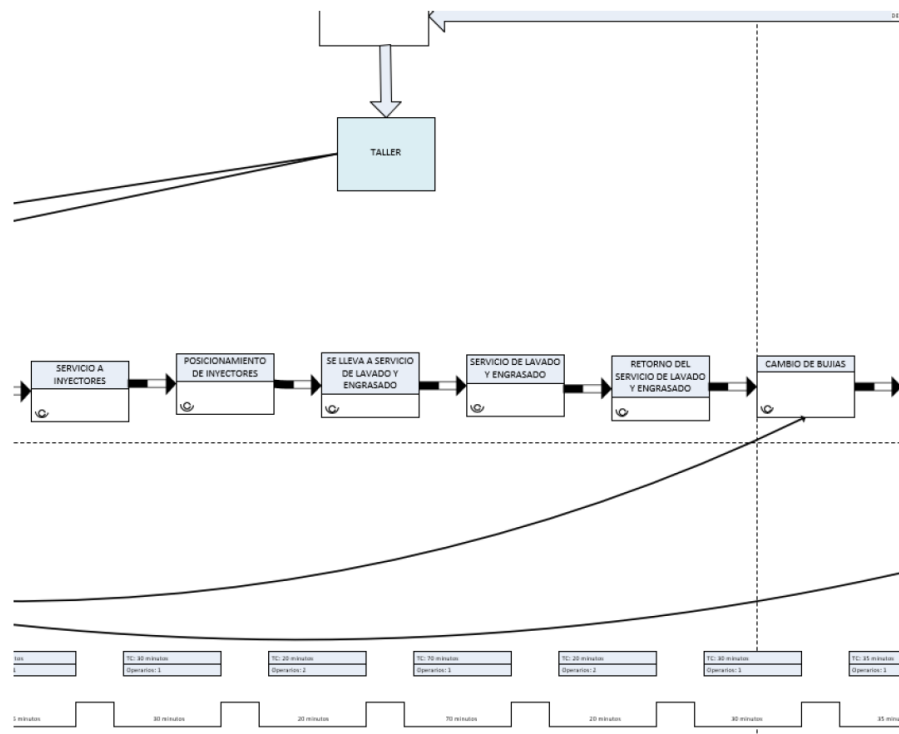 DE
TALLER
SERVICIO A
INYECTORES
POSICIONAMIENTO
DE INYECTORES
SE LLEVA A SERVICIO
DE LAVADO Y
ENGRASADO
SERVICIO DE LAVADO
Y ENGRASADO
RETORNO DEL
SERVICIO DE LAVADO
Y ENGRASADO
CAMBIO DE BUJIAS
TC: 30 minutos
Operarios: 1
TC: 20 minutos
Operarios: 2
TC: 70 minutos
Operarios: 1
TC: 20 minutos
Operarios: 2
TC: 30 minutos
Operarios: 1
TC: 35 minutos
Operarios: 1
minutos
30 minutos
20 minutos
70 minutos
20 minutos
30 minutos
35 minu